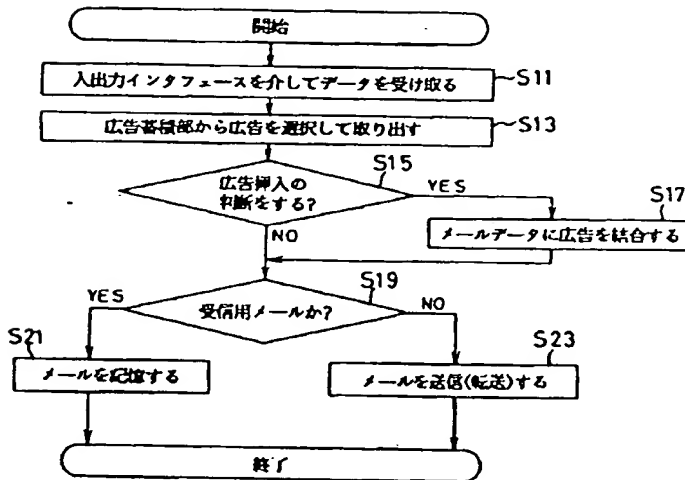 開始
入出力インタフェースを介してデータを受け取る
S11
広告蓄積部から広告を選択して取り出す
S13
S15
広告挿入の
判断をする?
YES
S17
メールデータに広告を結合する
NO
S19
受信用メールか?
YES
NO
S21
メールを記憶する
S23
メールを送信(転送)する
終了